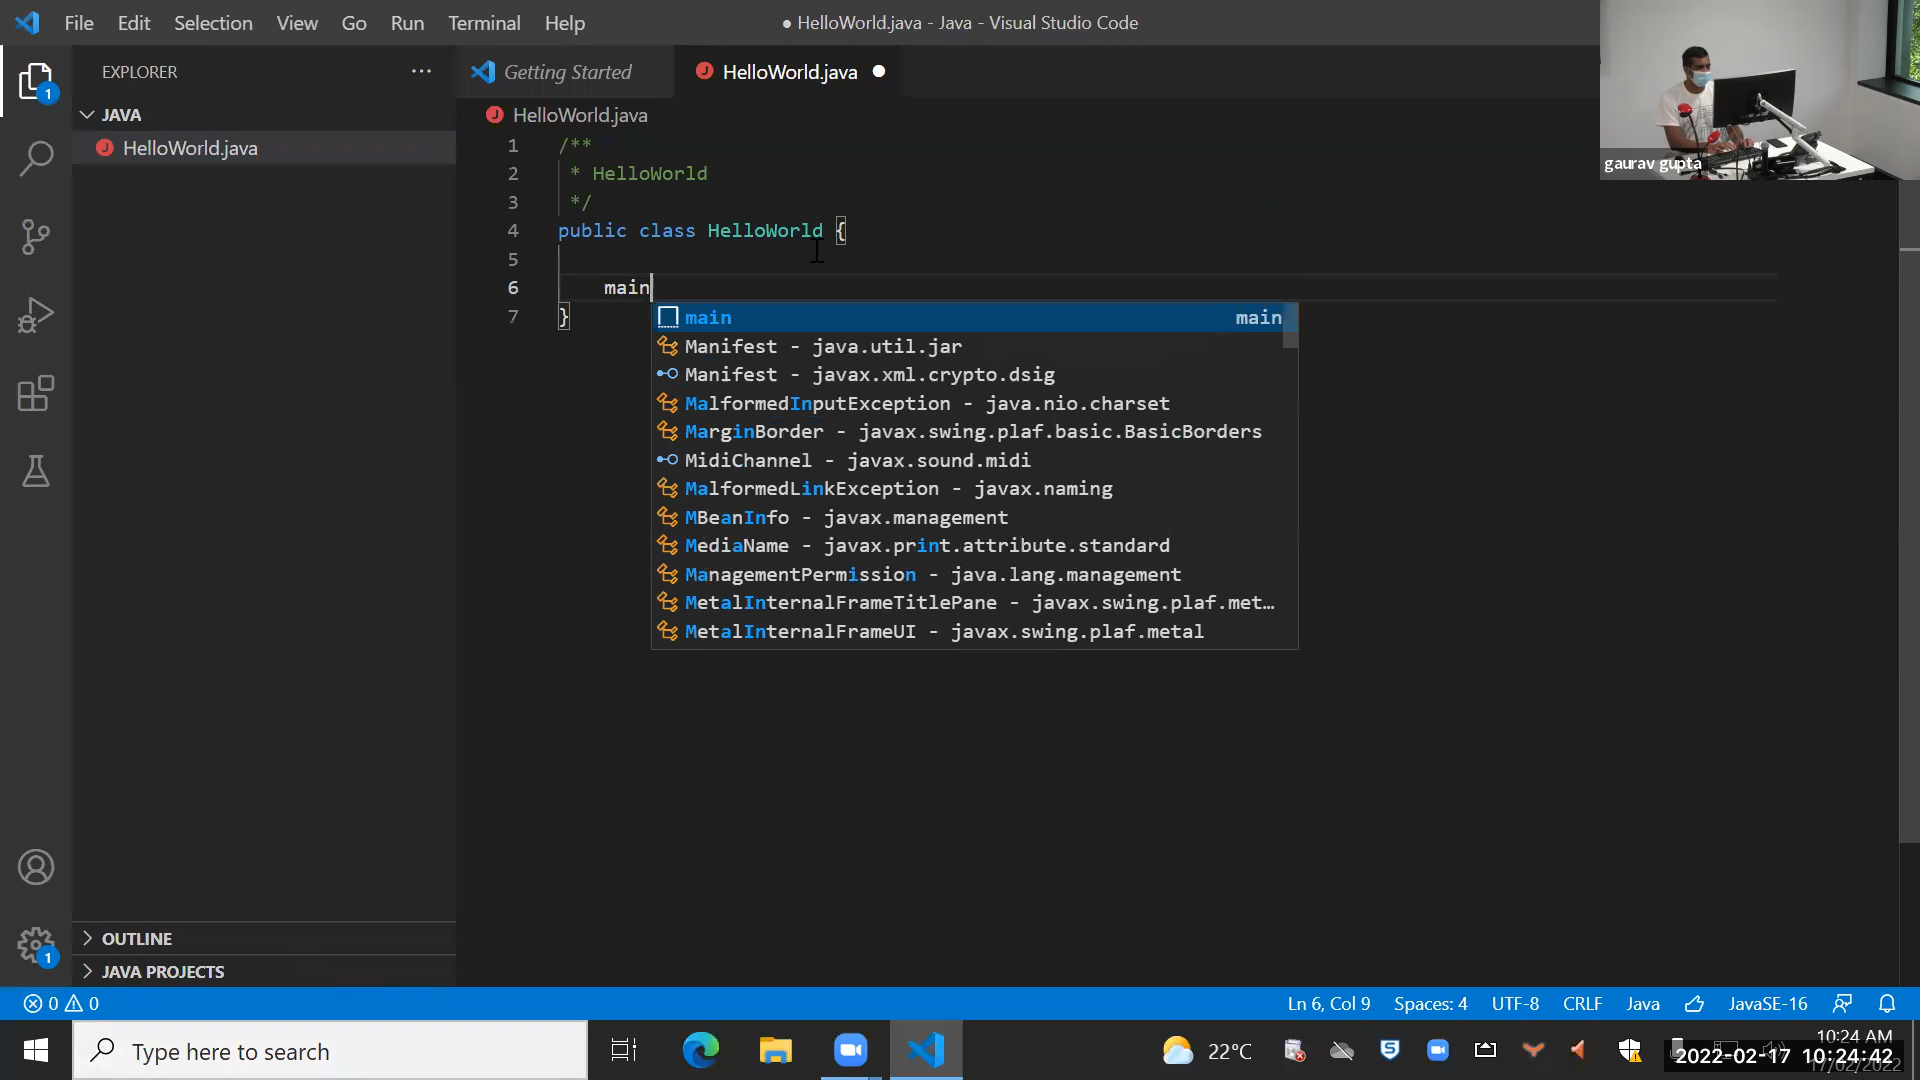 File Edit Selection View Go Run Terminal Help
● HelloWorld.java - Java - Visual Studio Code
gaurav gupta
EXPLORER
1
JAVA
HelloWorld.java
Getting Started
HelloWorld.java
HelloWorld.java
1 /**
2 * HelloWorld
3 */
4 public class HelloWorld {
5
6 main
7 }
main main
Manifest - java.util.jar
Manifest - javax.xml.crypto.dsig
MalformedInputException - java.nio.charset
MarginBorder - javax.swing.plaf.basic.BasicBorders
MidiChannel - javax.sound.midi
MalformedLinkException - javax.naming
MBeanInfo - javax.management
MediaName - javax.print.attribute.standard
ManagementPermission - java.lang.management
MetalInternalFrameTitlePane - javax.swing.plaf.met...
MetalInternalFrameUI - javax.swing.plaf.metal
OUTLINE
1
JAVA PROJECTS
0 0
Ln 6, Col 9 Spaces: 4 UTF-8 CRLF Java JavaSE-16
Type here to search
22°C
10:24 AM
2022-02-17 10:24:42
17/02/2022